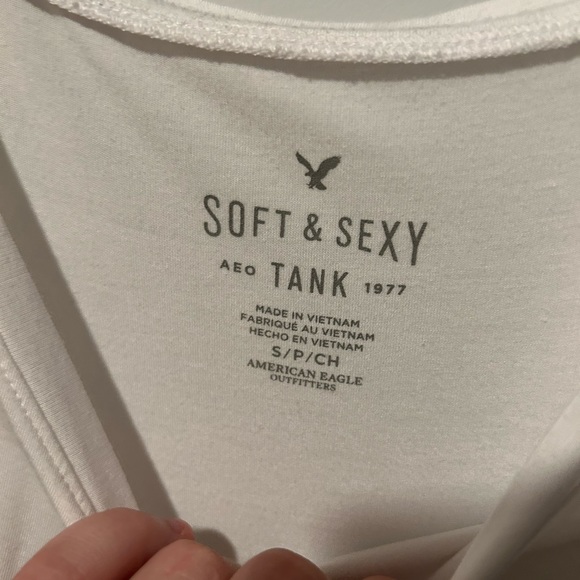 SOFT & SEXY
AEO TANK 1977
MADE IN VIETNAM
FABRIQUÉ AU VIETNAM
HECHO EN VIETNAM
S/P/CH
AMERICAN EAGLE
OUTFITTERS